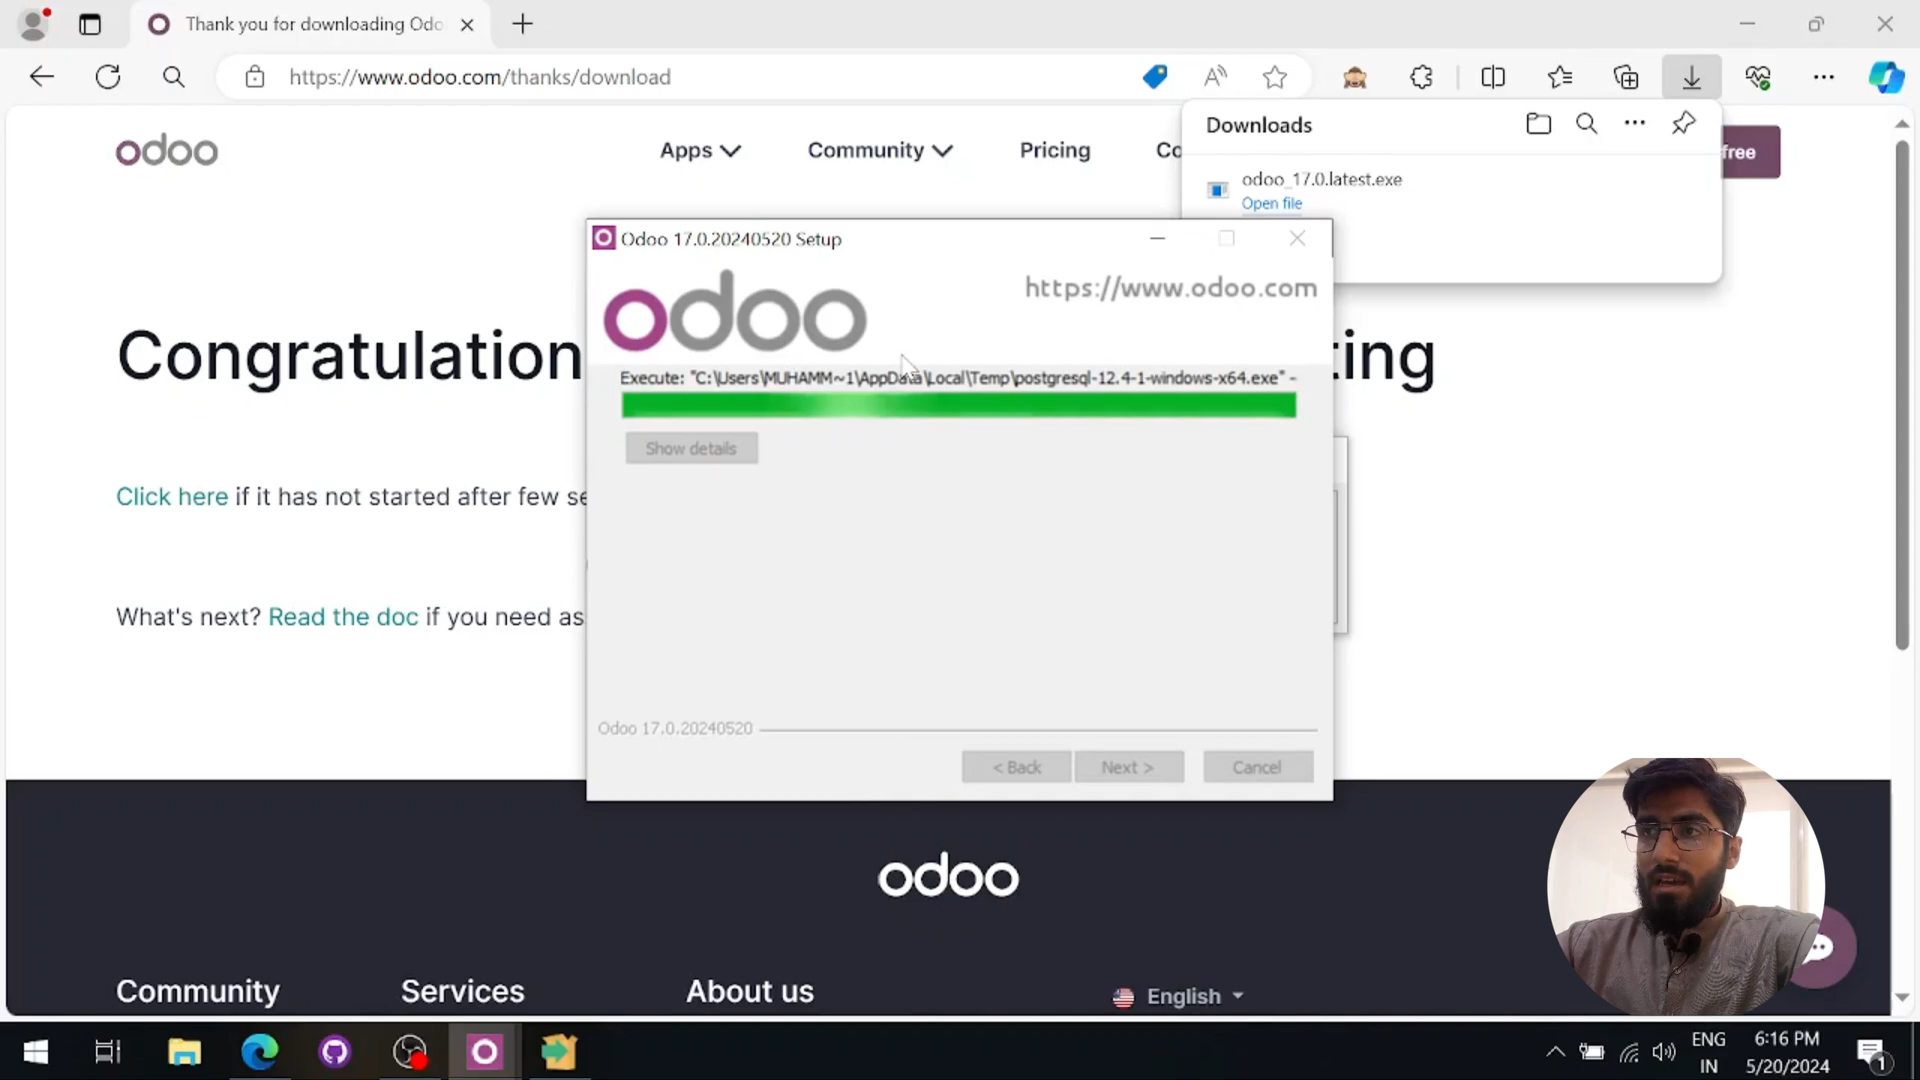 Thank you for downloading Odo
https://www.odoo.com/thanks/download
odoo
Apps
Community
Pricing
Co
free
Downloads
odoo_17.0.latest.exe
Open file
Odoo 17.0.20240520 Setup
odoo
https://www.odoo.com
Execute: "C:\Users\MUHAMM~1\AppData\Local\Temp\postgresql-12.4-1-windows-x64.exe" -
Show details
Odoo 17.0.20240520
< Back
Next >
Cancel
Congratulation
ting
Click here if it has not started after few se
What's next? Read the doc if you need as
odoo
Community
Services
About us
English
ENG
IN
6:16 PM
5/20/2024
1